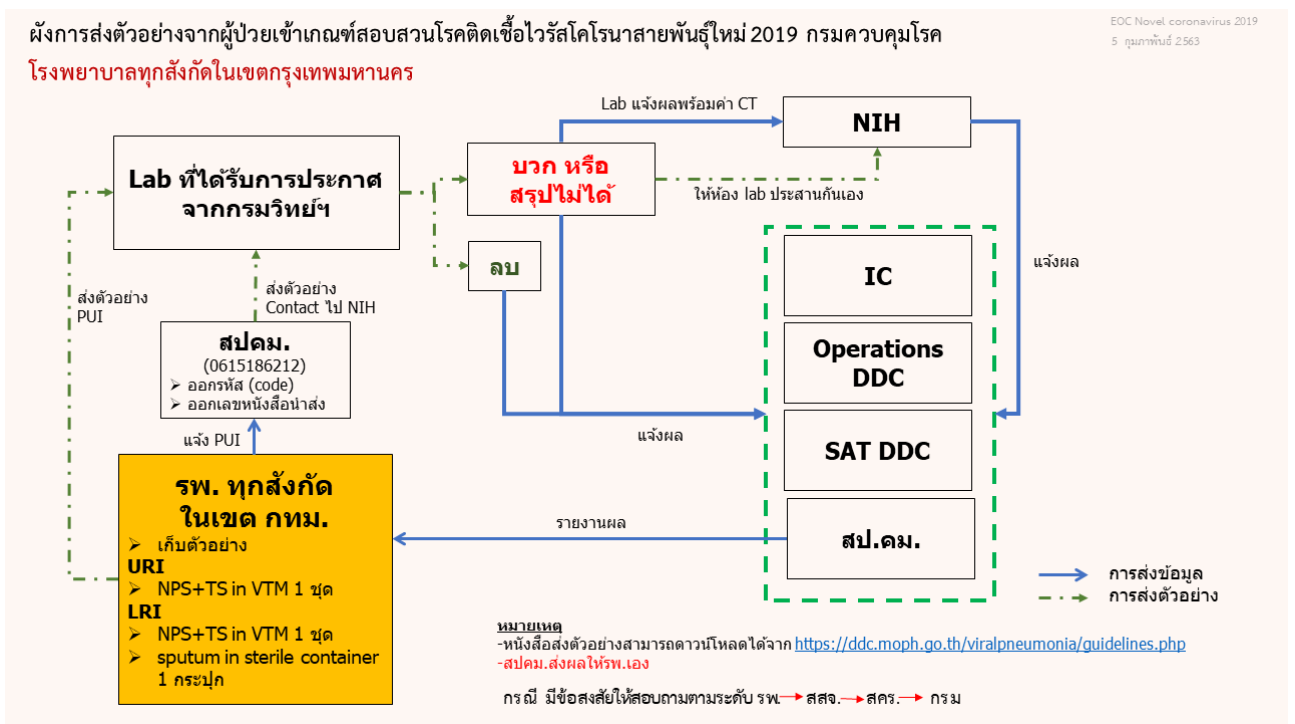 ผังการส่งตัวอย่างจากผู้ป่วยเข้าเกณฑ์สอบสวนโรคติดเชื้อไวรัสโคโรนาสายพันธุ์ใหม่ 2019 กรมควบคุมโรค
EOC Novel coronavirus 2019
5 กุมภาพันธ์ 2563
โรงพยาบาลทุกสังกัดในเขตกรุงเทพมหานคร
Lab แจ้งผลพร้อมค่า CT
NIH
Lab ที่ได้รับการประกาศ
จากกรมวิทย์ฯ
บวก หรือ
สรุปไม่ได้
ให้ห้อง lab ประสานกันเอง
ลบ
แจ้งผล
IC
ส่งตัวอย่าง
PUI
ส่งตัวอย่าง
Contact ไป NIH
สปคม.
(0615186212)
➢ ออกรหัส (code)
➢ ออกเลขหนังสือนำส่ง
Operations
DDC
แจ้ง PUI
แจ้งผล
SAT DDC
รพ. ทุกสังกัด
ในเขต กทม.
➢ เก็บตัวอย่าง
URI
➢ NPS+TS in VTM 1 ชุด
LRI
➢ NPS+TS in VTM 1 ชุด
➢ sputum in sterile container
1 กระปุก
รายงานผล
สป.คม.
การส่งข้อมูล
การส่งตัวอย่าง
หมายเหตุ
-หนังสือส่งตัวอย่างสามารถดาวน์โหลดได้จาก https://ddc.moph.go.th/viralpneumonia/guidelines.php
-สปคม.ส่งผลให้รพ.เอง
กรณี มีข้อสงสัยให้สอบถามตามระดับ รพ. → สสจ. → สคร. → กรม